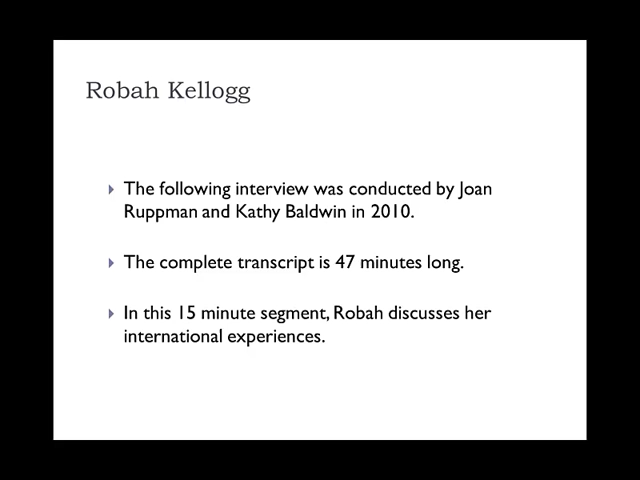 Robah Kellogg
The following interview was conducted by Joan
Ruppman and Kathy Baldwin in 2010.
The complete transcript is 47 minutes long.
In this 15 minute segment, Robah discusses her
international experiences.